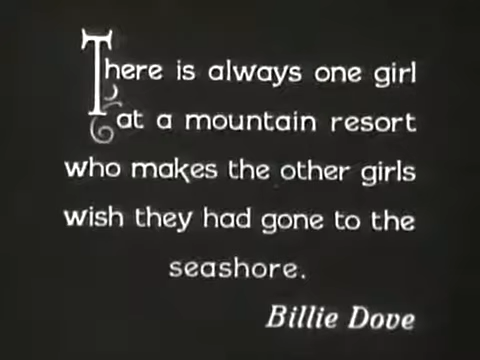 There is always one girl
at a mountain resort
who makes the other girls
wish they had gone to the
seashore.
Billie Dove